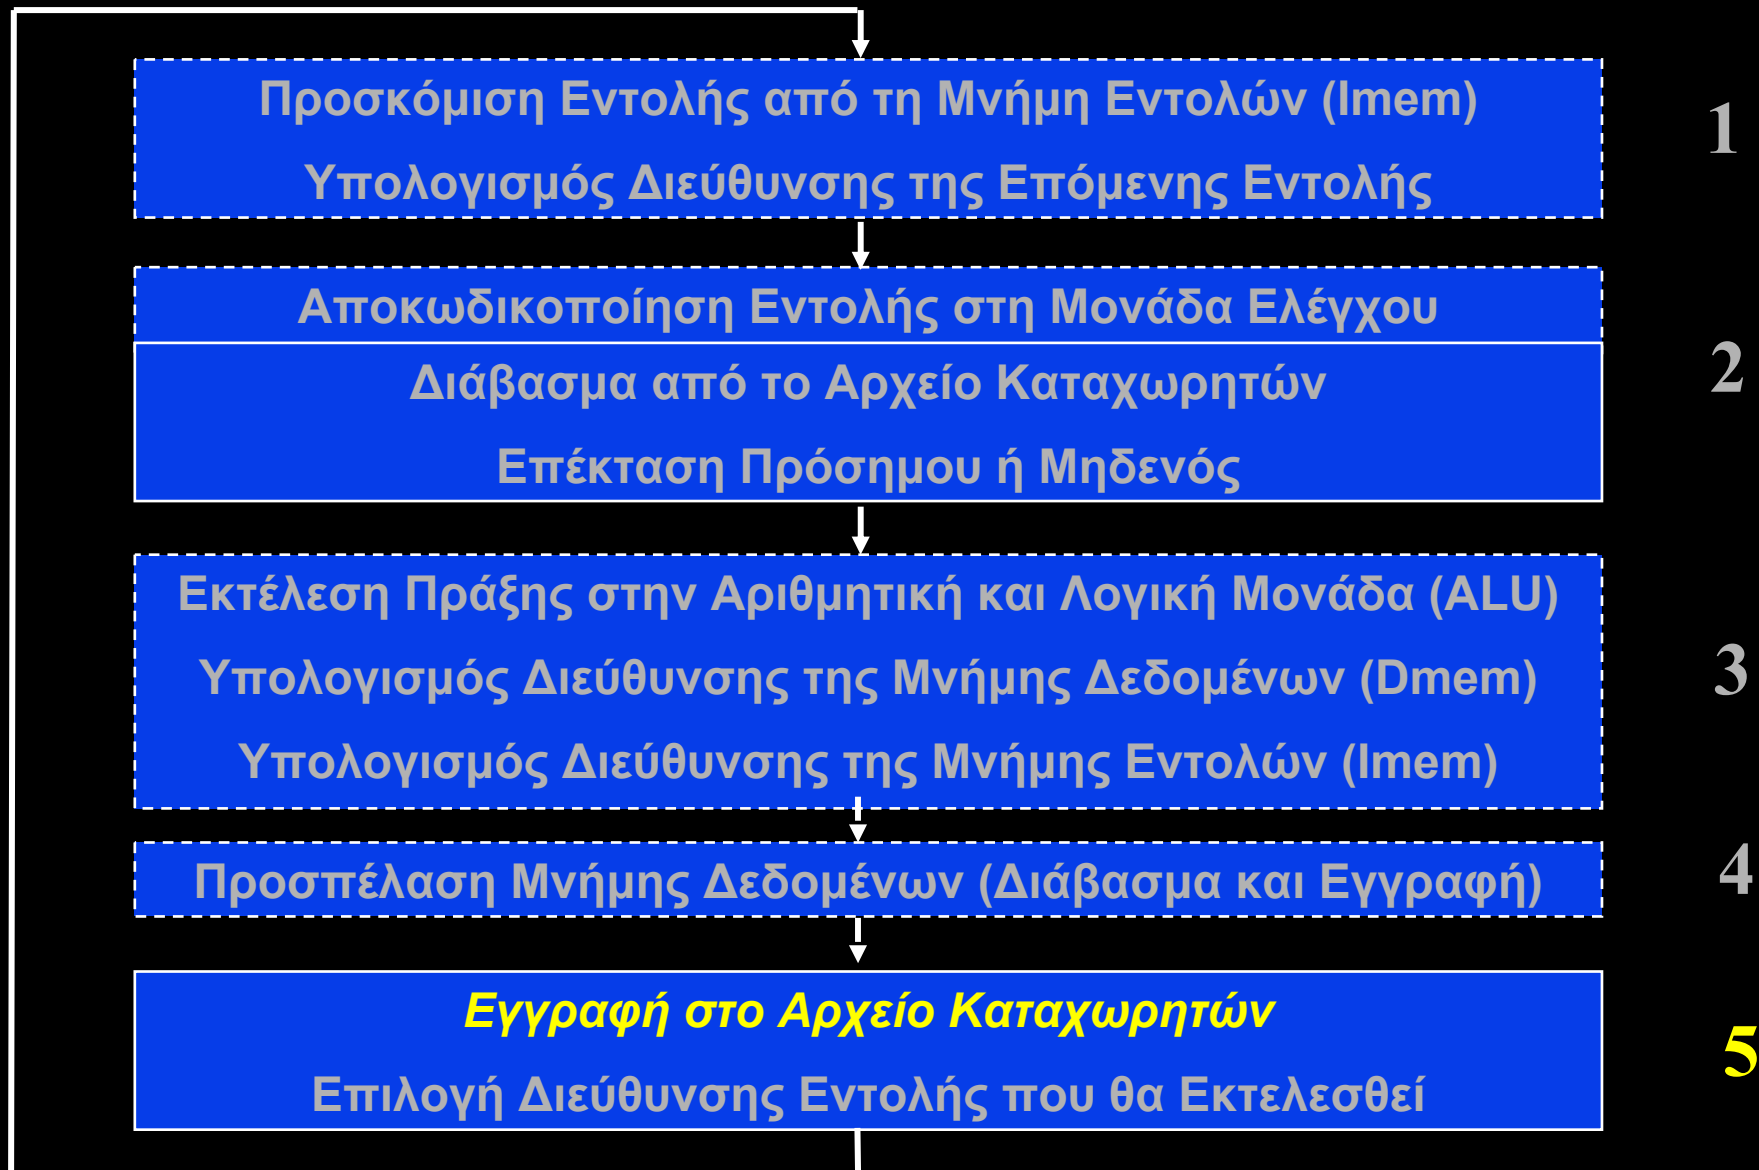 Προσκόμιση Εντολής από τη Μνήμη Εντολών (Imem)
Υπολογισμός Διεύθυνσης της Επόμενης Εντολής
1
Αποκωδικοποίηση Εντολής στη Μονάδα Ελέγχου
Διάβασμα από το Αρχείο Καταχωρητών
Επέκταση Πρόσημου ή Μηδενός
2
Εκτέλεση Πράξης στην Αριθμητική και Λογική Μονάδα (ALU)
Υπολογισμός Διεύθυνσης της Μνήμης Δεδομένων (Dmem)
Υπολογισμός Διεύθυνσης της Μνήμης Εντολών (Imem)
3
Προσπέλαση Μνήμης Δεδομένων (Διάβασμα και Εγγραφή)
4
Εγγραφή στο Αρχείο Καταχωρητών
Επιλογή Διεύθυνσης Εντολής που θα Εκτελεσθεί
5